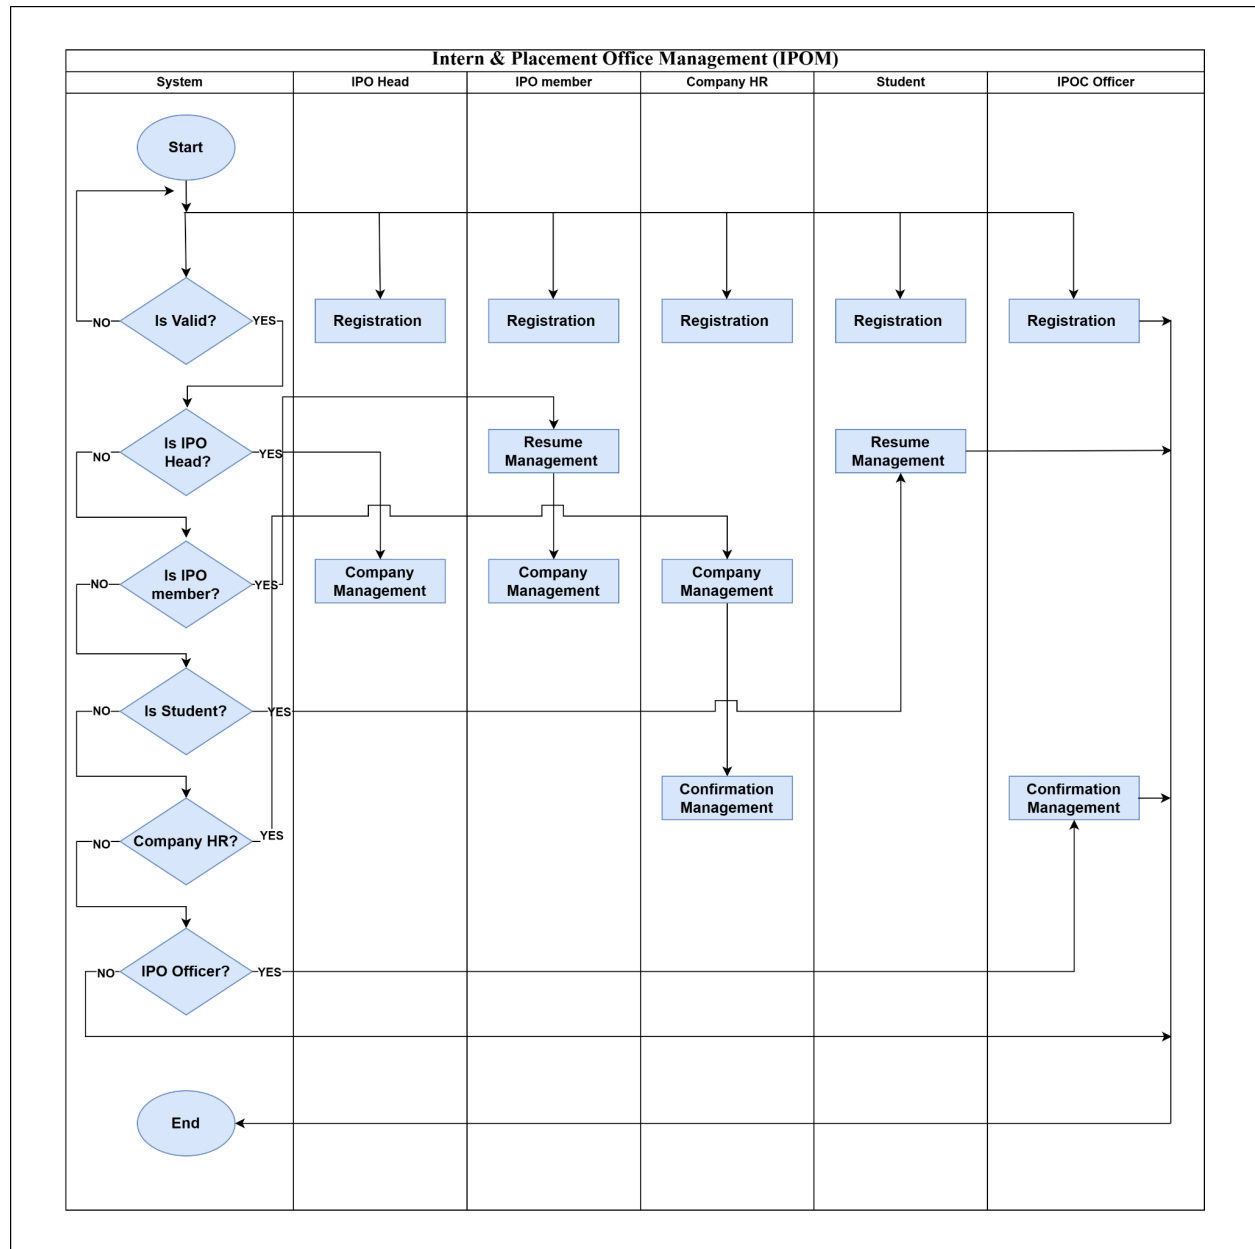 Intern & Placement Office Management (IPOM)
System
IPO Head
IPO member
Company HR
Student
IPOC Officer
Start
NO
Is Valid?
YES
Registration
Registration
Registration
Registration
Registration
NO
Is IPO
Head?
YES
Resume
Management
Resume
Management
NO
Is IPO
member?
YES
Company
Management
Company
Management
Company
Management
NO
Is Student?
YES
Confirmation
Management
Confirmation
Management
NO
Company HR?
YES
NO
IPO Officer?
YES
End